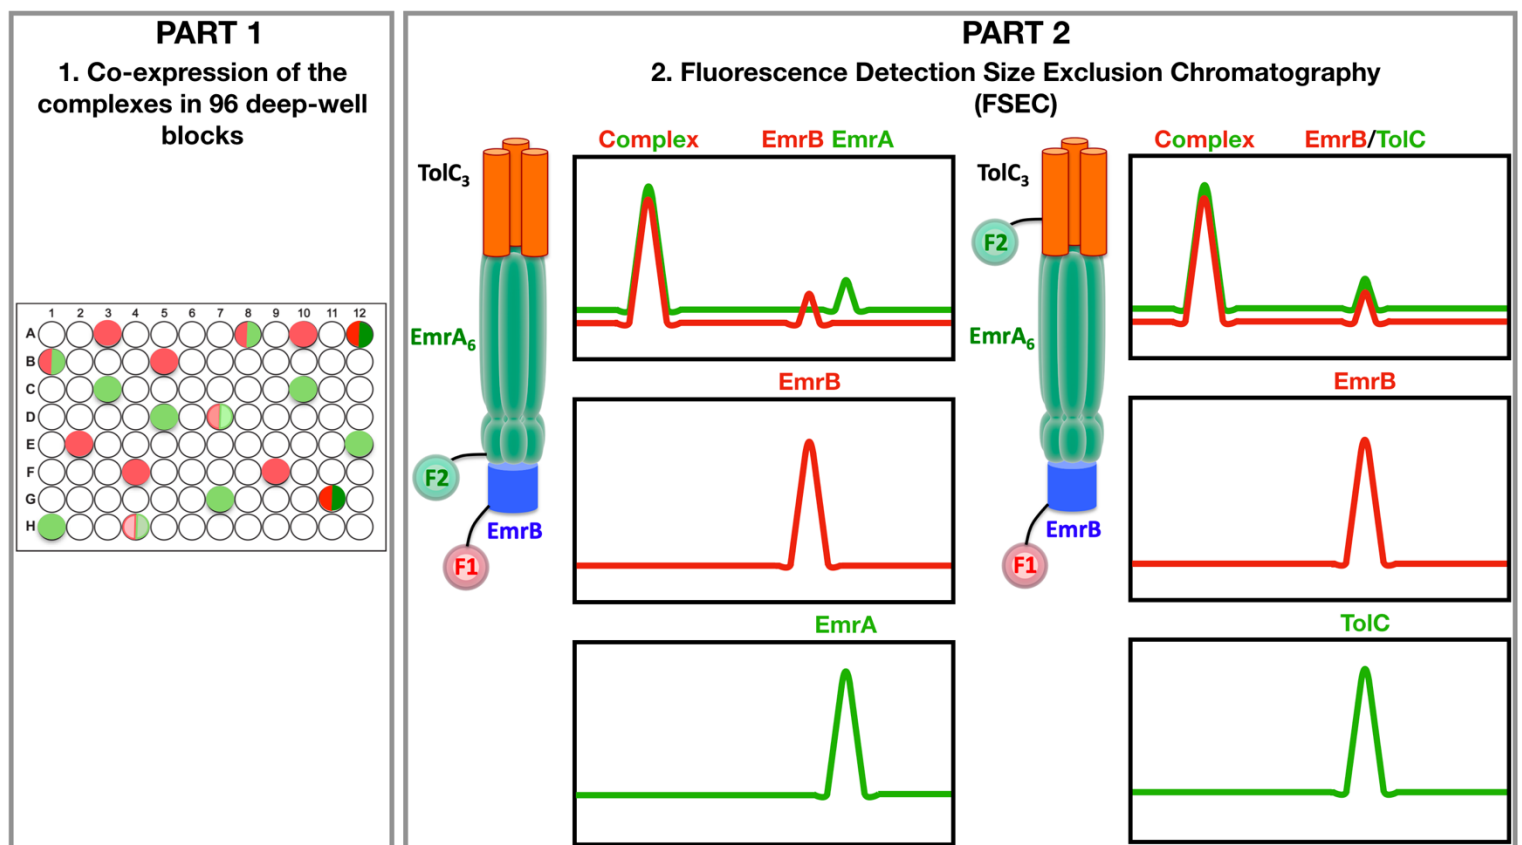 PART 1
1. Co-expression of the
complexes in 96 deep-well
blocks
1 2 3 4 5 6 7 8 9 10 11 12
A
B
C
D
E
F
G
H
PART 2
2. Fluorescence Detection Size Exclusion Chromatography
(FSEC)
TolC3
EmrA6
F2
EmrB
F1
Complex EmrB EmrA
EmrB
EmrA
TolC3
F2
EmrA6
EmrB
F1
Complex EmrB/TolC
EmrB
TolC